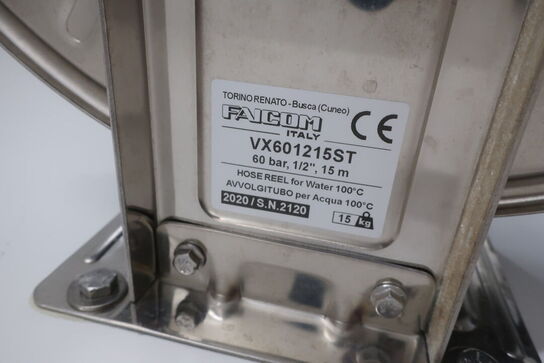 TORINO RENATO - Busca (Cuneo)
FAICOM
ITALY
CE
VX601215ST
60 bar, 1/2", 15 m
HOSE REEL for Water 100°C
AVVOLGITUBO per Acqua 100°C
2020 / S.N.2120
15 kg